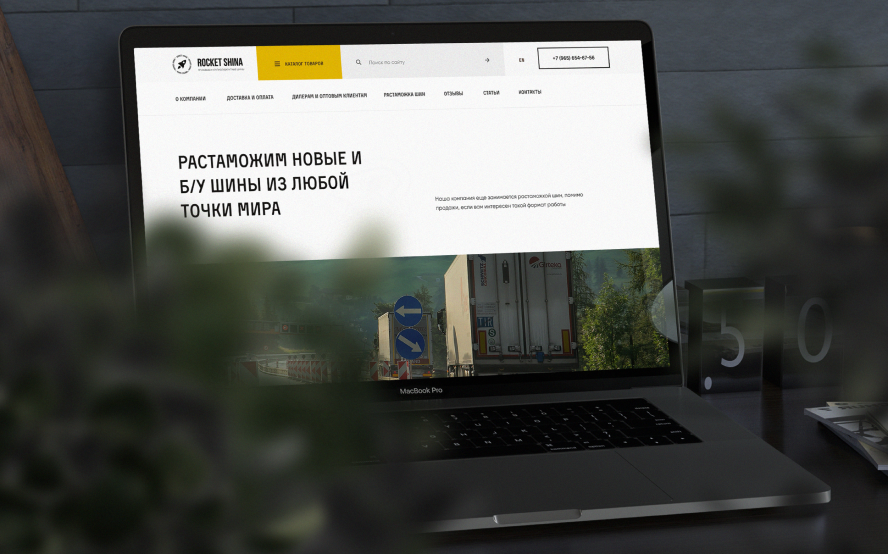 ROCKET SHINA
КАТАЛОГ ТОВАРОВ
Поиск по сайту
EN
+7 (965) 654-67-56
О КОМПАНИИ
ДОСТАВКА И ОПЛАТА
ДИЛЕРАМ И ОПТОВЫМ КЛИЕНТАМ
РАСТАМОЖКА ШИН
ОТЗЫВЫ
СТАТЬИ
КОНТАКТЫ
РАСТАМОЖИМ НОВЫЕ И
Б/У ШИНЫ ИЗ ЛЮБОЙ
ТОЧКИ МИРА
Наша компания еще занимается растаможкой шин, помимо
продажи, если вам интересен такой формат работы
MacBook Pro
5
0